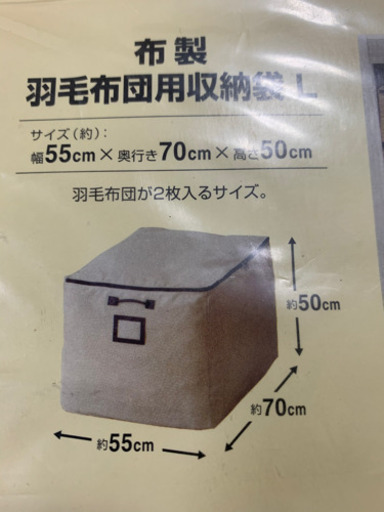 布製
羽毛布団用収納袋 L
サイズ(約):
幅55cm×奥行き70cm×高さ50cm
羽毛布団が2枚入るサイズ。
約50cm
約70cm
約55cm